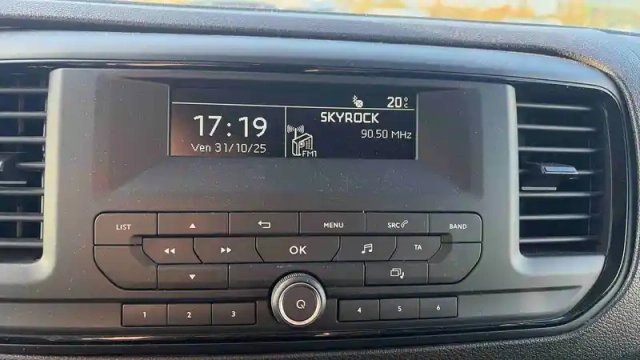 20°C
17:19
SKYROCK
90.50 MHz
Ven 31/10/25
FM1
LIST
MENU
SRC
BAND
OK
TA
1 2 3 4 5 6